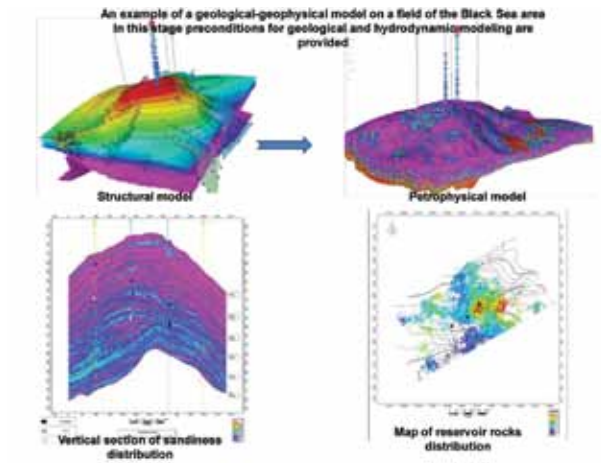 An example of a geological-geophysical model on a field of the Black Sea area
In this stage preconditions for geological and hydrodynamic modeling are
provided
Structural model
Petrophysical model
Vertical section of sandiness
distribution
Map of reservoir rocks
distribution